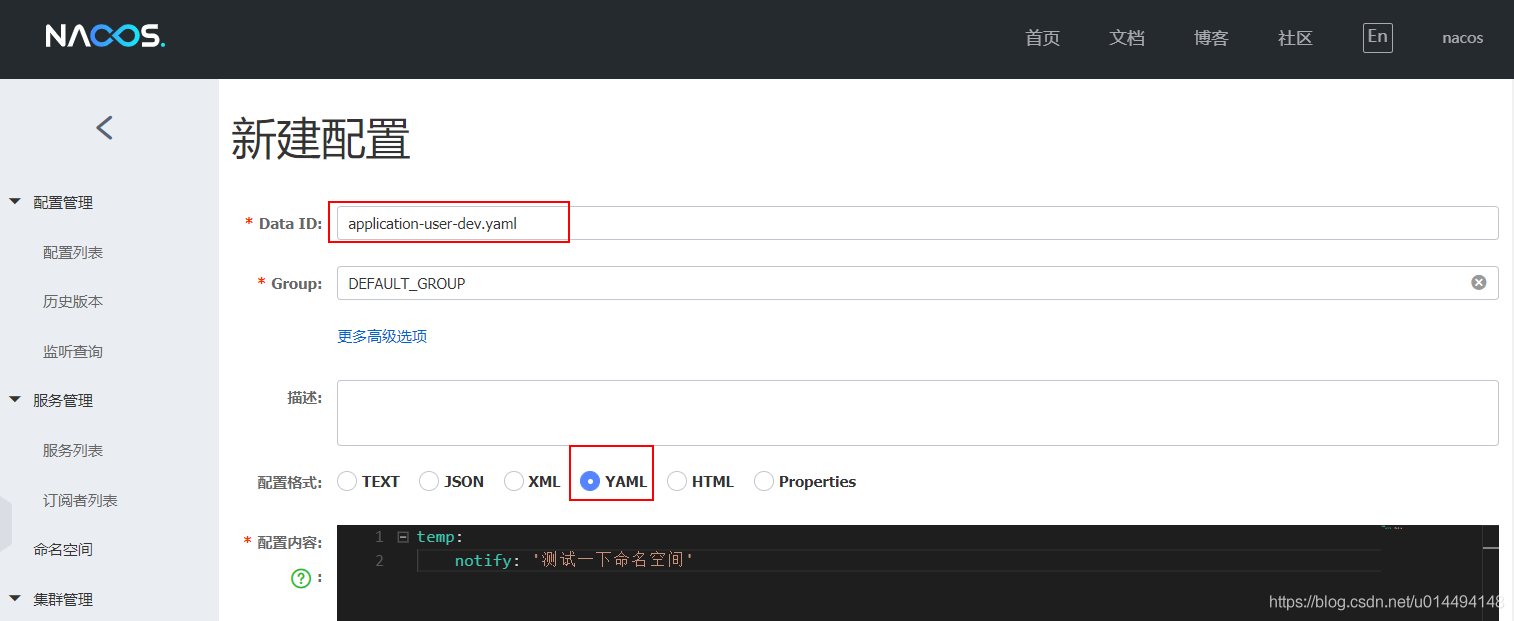 NACOS.
首页 文档 博客 社区 En nacos
新建配置
配置管理
配置列表
历史版本
监听查询
服务管理
服务列表
订阅者列表
命名空间
集群管理
* Data ID: application-user-dev.yaml
* Group: DEFAULT_GROUP
更多高级选项
描述:
配置格式: TEXT JSON XML YAML HTML Properties
* 配置内容:
? :
1 temp:
2 notify: '测试一下命名空间'
https://blog.csdn.net/u014494148